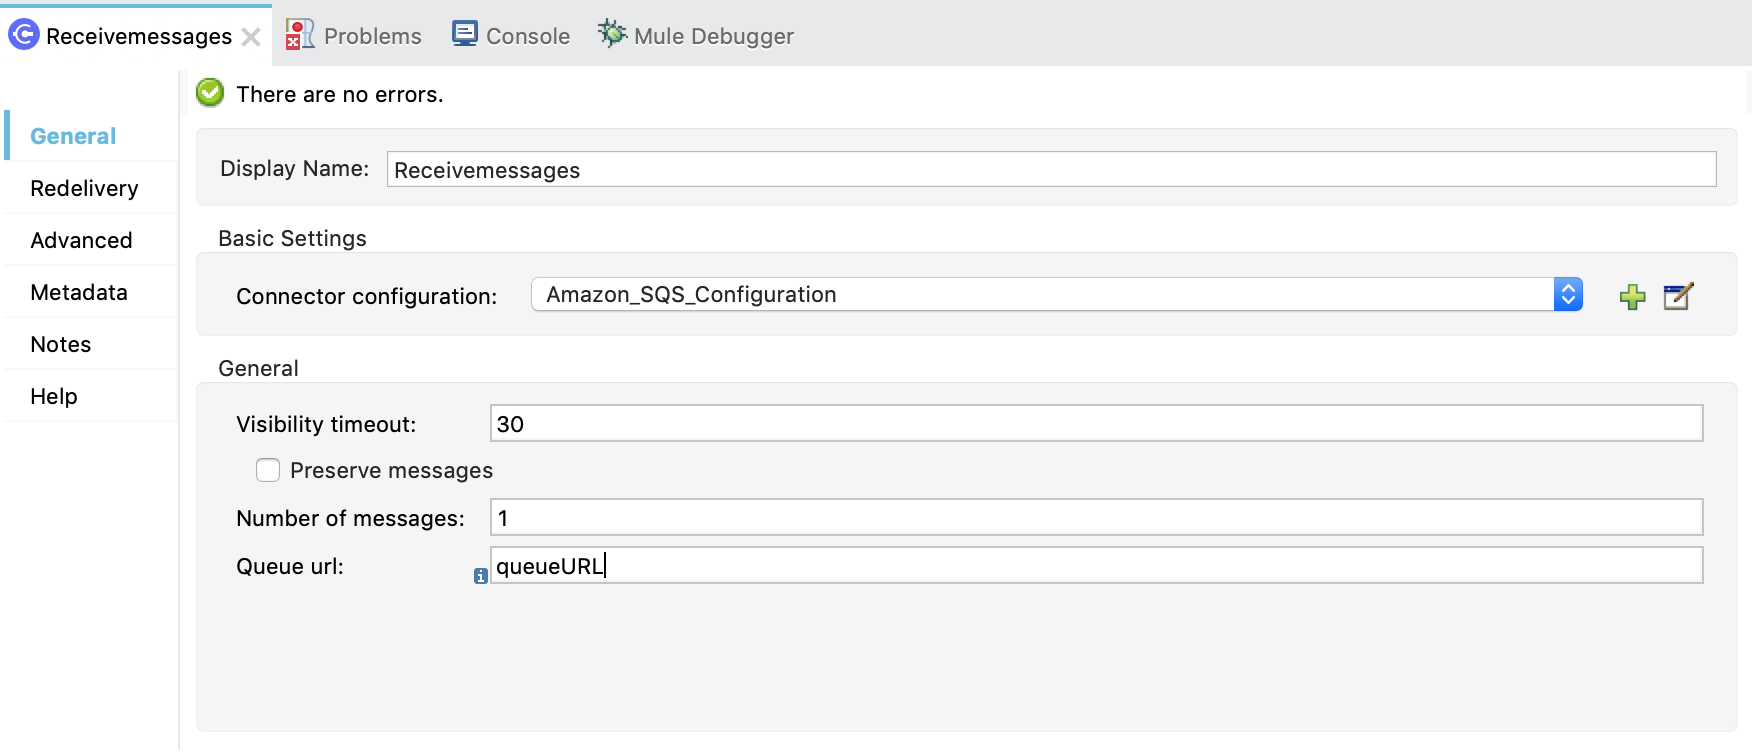 Receivemessages Problems Console Mule Debugger
There are no errors.
General
Redelivery
Advanced
Metadata
Notes
Help
Display Name: Receivemessages
Basic Settings
Connector configuration: Amazon_SQS_Configuration
General
Visibility timeout: 30
Preserve messages
Number of messages: 1
Queue url: queueURL